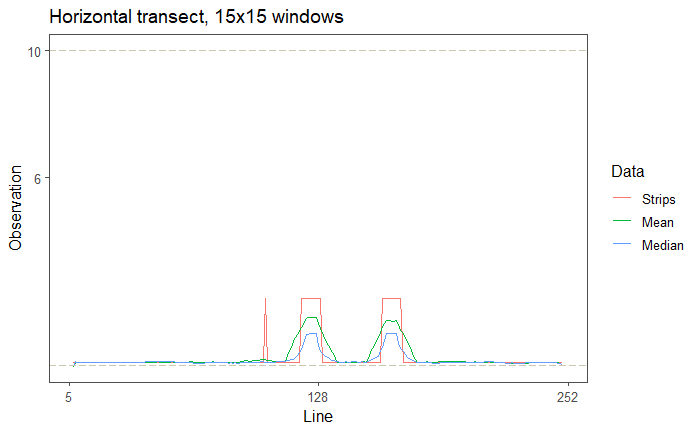 Horizontal transect, 15x15 windows
10
6
Observation
5
128
252
Line
Data
Strips
Mean
Median